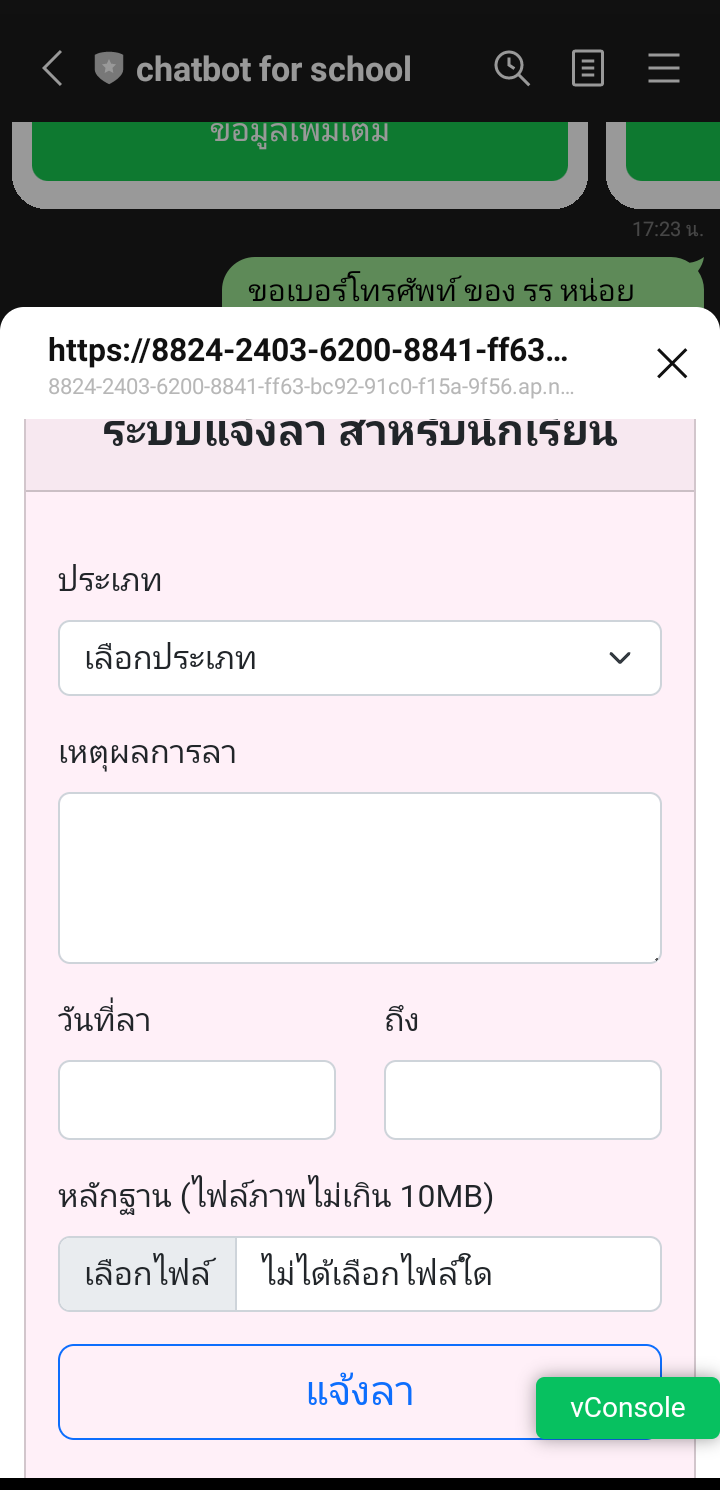 chatbot for school
ข้อมูลเพิ่มเติม
17:23 น.
ขอเบอร์โทรศัพท์ ของ รร หน่อย
https://8824-2403-6200-8841-ff63...
8824-2403-6200-8841-ff63-bc92-91c0-f15a-9f56.ap.n...
ระบบแจ้งลา สำหรับนักเรียน
ประเภท
เลือกประเภท
เหตุผลการลา
วันที่ลา ถึง
หลักฐาน (ไฟล์ภาพไม่เกิน 10MB)
เลือกไฟล์ ไม่ได้เลือกไฟล์ใด
แจ้งลา
vConsole